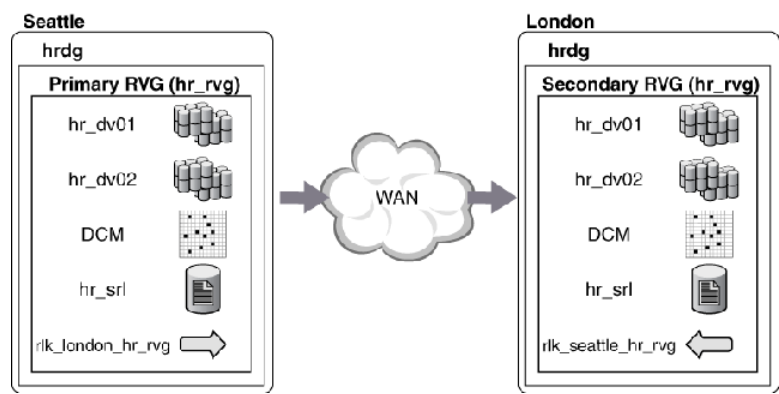 Seattle
hrdg
Primary RVG (hr_rvg)
hr_dv01
hr_dv02
DCM
hr_srl
rlk_london_hr_rvg
WAN
London
hrdg
Secondary RVG (hr_rvg)
hr_dv01
hr_dv02
DCM
hr_srl
rlk_seattle_hr_rvg